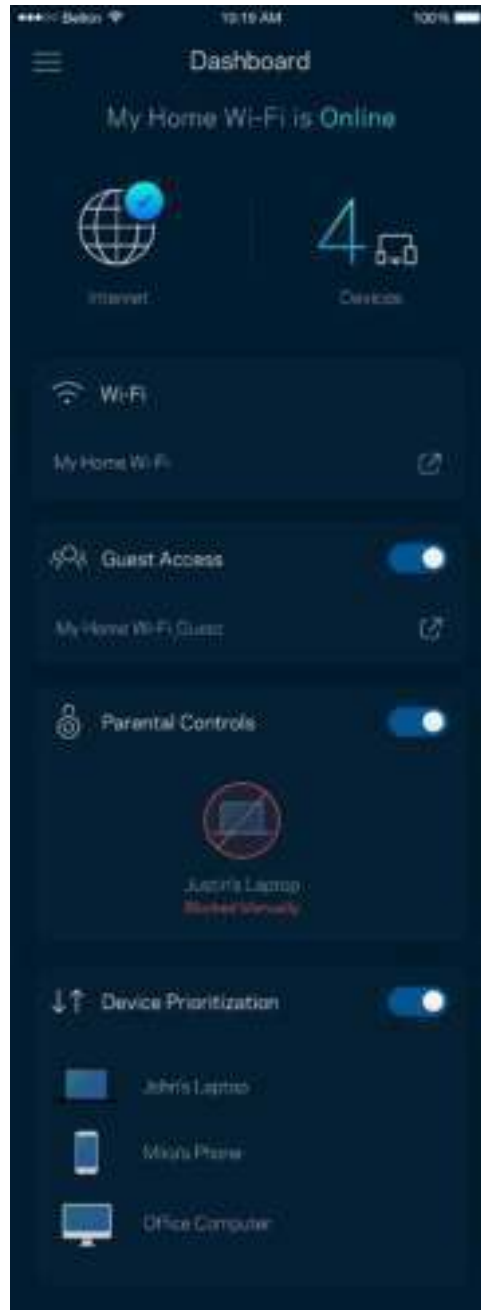 Belkin 10:19 AM 100%
Dashboard
My Home Wi-Fi is Online
4
Internet Devices
Wi-Fi
My Home Wi-Fi
Guest Access
My Home Wi-Fi Guest
Parental Controls
Justin's Laptop
Blocked Manually
Device Prioritization
John's Laptop
Phone
Office Computer